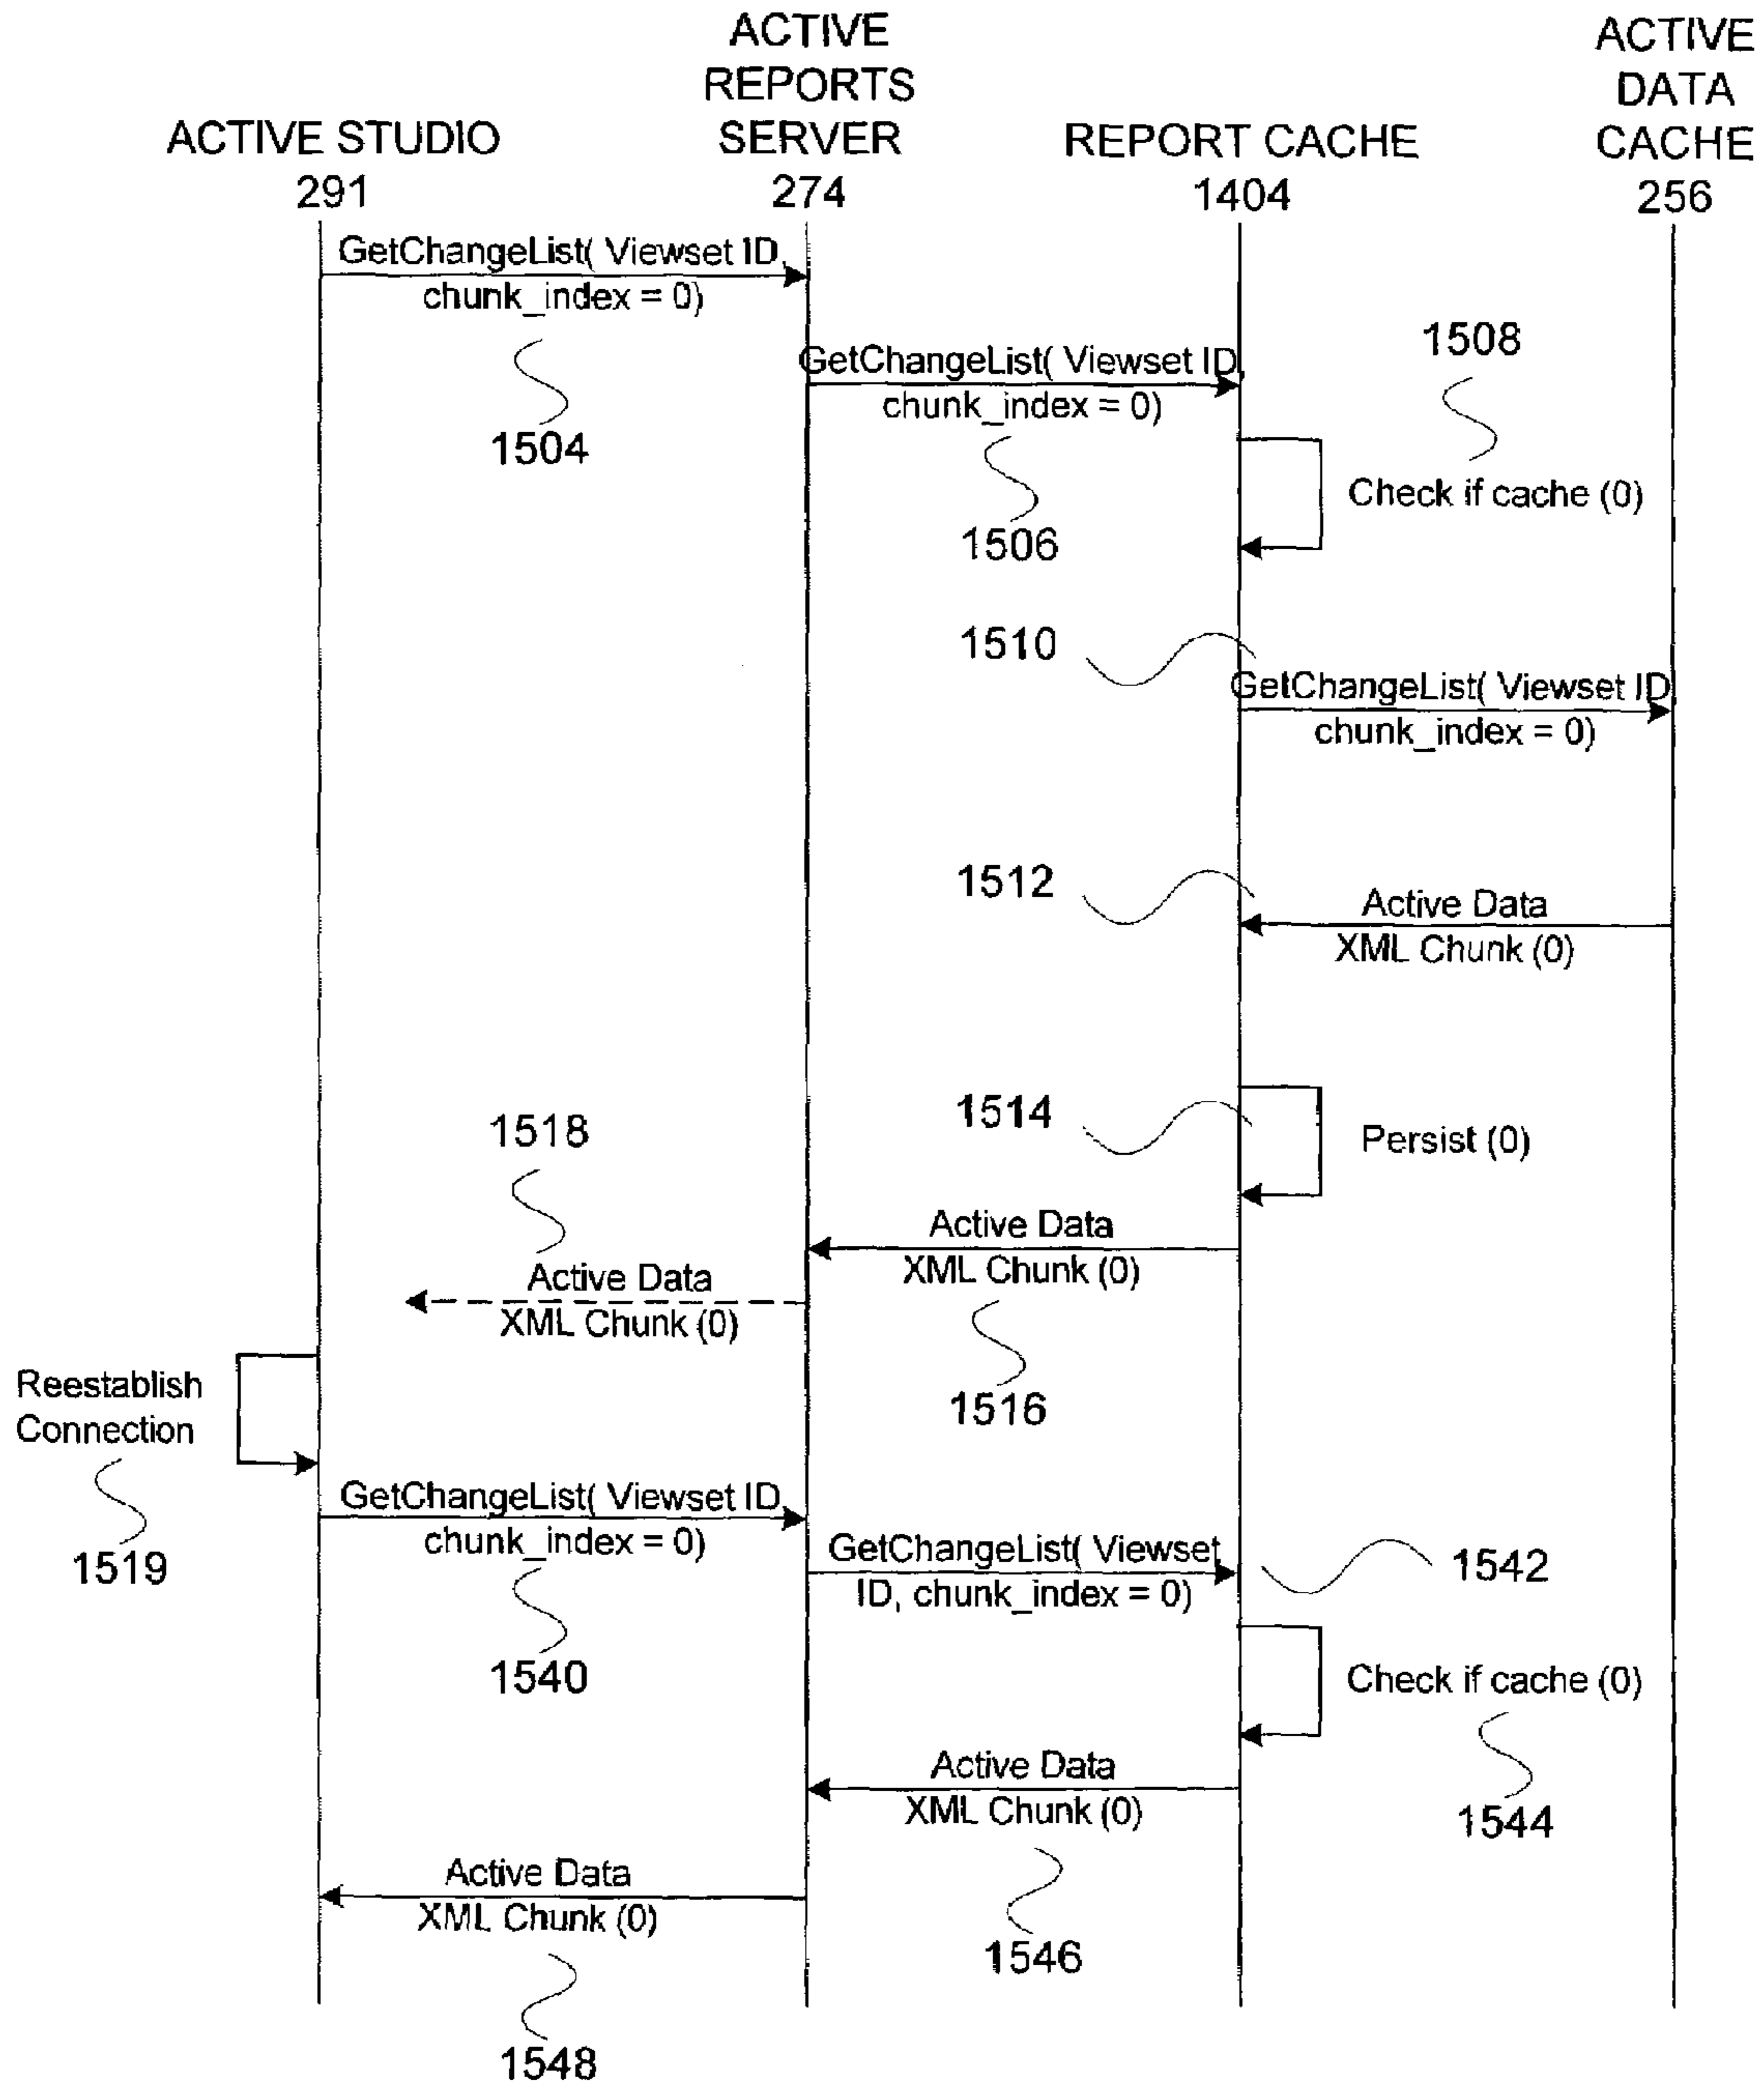 ACTIVE STUDIO
291
ACTIVE
REPORTS
SERVER
274
REPORT CACHE
1404
ACTIVE
DATA
CACHE
256
GetChangeList( Viewset ID,
chunk_index = 0)
1504
GetChangeList( Viewset ID
chunk_index = 0)
1506
1508
Check if cache (0)
1510
GetChangeList( Viewset ID
chunk_index = 0)
1512
Active Data
XML Chunk (0)
1514
Persist (0)
Active Data
XML Chunk (0)
1516
1518
Active Data
XML Chunk (0)
Reestablish
Connection
1519
GetChangeList( Viewset ID,
chunk_index = 0)
1540
GetChangeList( Viewset
ID, chunk_index = 0)
1542
Check if cache (0)
1544
Active Data
XML Chunk (0)
1546
Active Data
XML Chunk (0)
1548